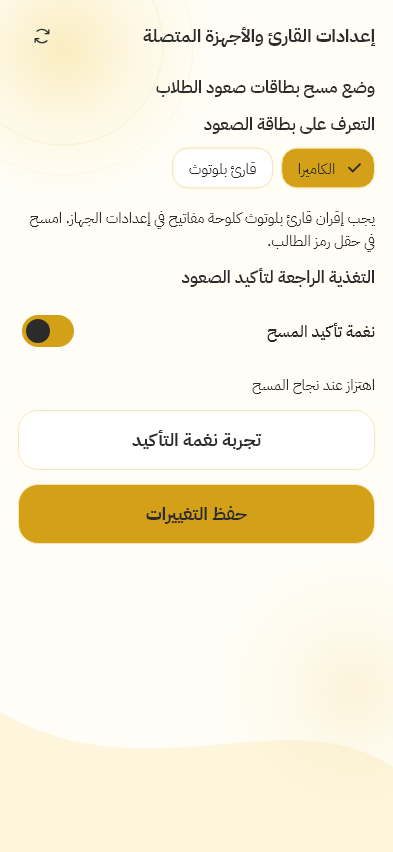 إعدادات القارئ والأجهزة المتصلة
وضع مسح بطاقات صعود الطلاب
التعرف على بطاقة الصعود
الكاميرا
قارئ بلوتوث
يجب إقران قارئ بلوتوث كلوحة مفاتيح في إعدادات الجهاز. امسح
في حقل رمز الطالب.
التغذية الراجعة لتأكيد الصعود
نغمة تأكيد المسح
اهتزاز عند نجاح المسح
تجربة نغمة التأكيد
حفظ التغييرات